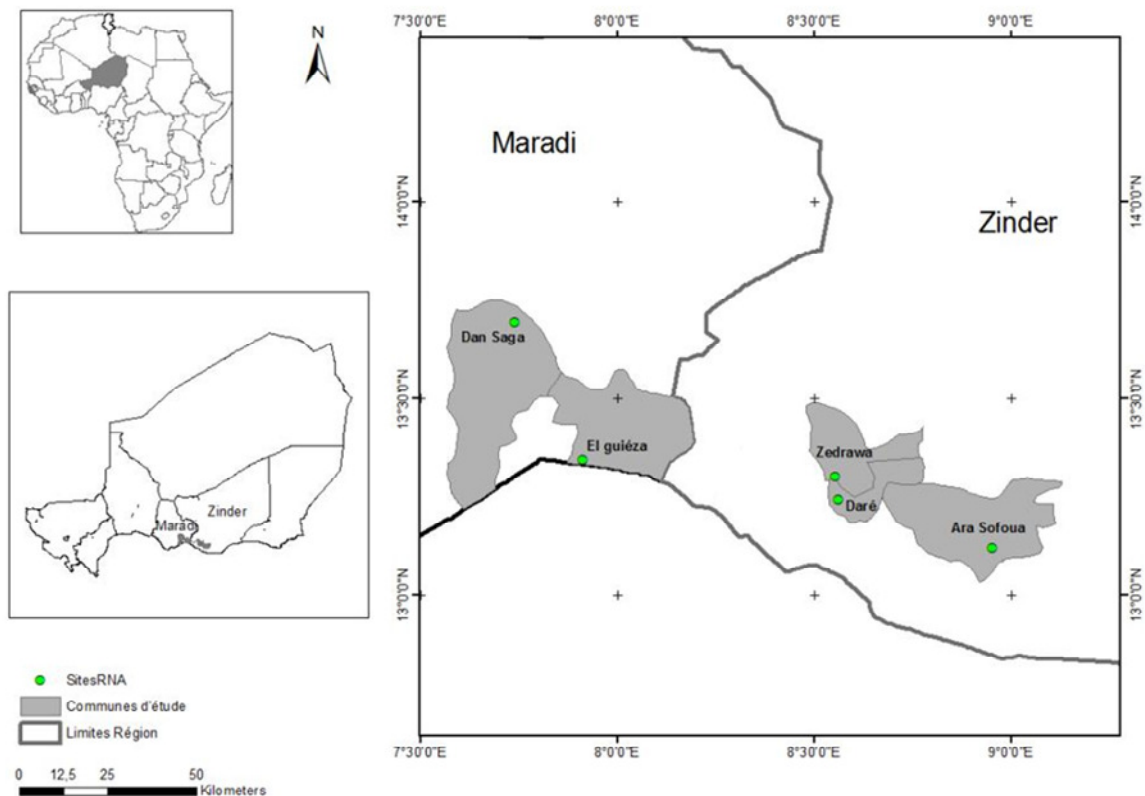 N
7°30'0"E
8°0'0"E
8°30'0"E
9°0'0"E
14°0'0"N
13°30'0"N
13°0'0"N
Maradi
Zinder
Dan Saga
El guiéza
Zedrawa
Daré
Ara Sofoua
14°0'0"N
13°30'0"N
13°0'0"N
7°30'0"E
8°0'0"E
8°30'0"E
9°0'0"E
Zinder
Maradi
SitesRNA
Communes d'étude
Limites Région
0 12,5 25 50
Kilometers